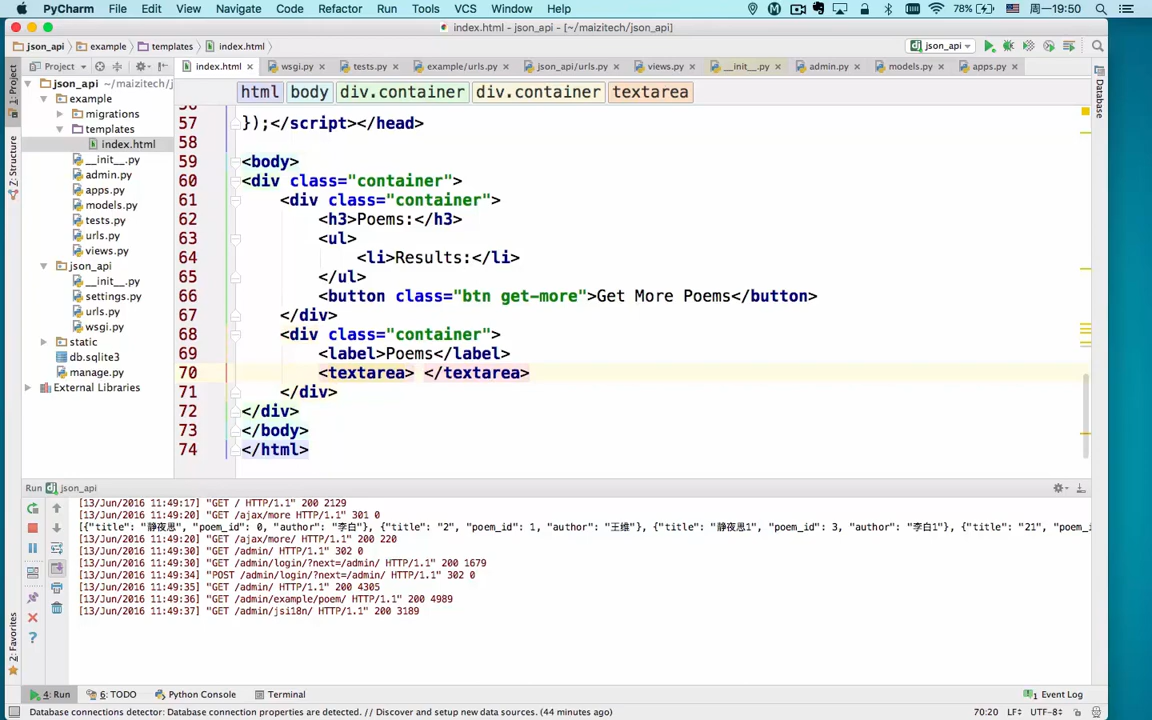 PyCharm File Edit View Navigate Code Refactor Run Tools VCS Window Help 78% 周一19:50
index.html - json_api - [~/maizitech/json_api]
json_api example templates index.html json_api
Project index.html wsgi.py tests.py example/urls.py json_api/urls.py views.py __init__.py admin.py models.py apps.py
1: Project
Z: Structure
2: Favorites
Database
json_api ~/maizitech/j
example
migrations
templates
index.html
__init__.py
admin.py
apps.py
models.py
tests.py
urls.py
views.py
json_api
__init__.py
settings.py
urls.py
wsgi.py
static
db.sqlite3
manage.py
External Libraries
html body div.container div.container textarea
57 });</script></head>
58
59 <body>
60 <div class="container">
61 <div class="container">
62 <h3>Poems:</h3>
63 <ul>
64 <li>Results:</li>
65 </ul>
66 <button class="btn get-more">Get More Poems</button>
67 </div>
68 <div class="container">
69 <label>Poems</label>
70 <textarea> </textarea>
71 </div>
72 </div>
73 </body>
74 </html>
Run json_api
[13/Jun/2016 11:49:17] "GET / HTTP/1.1" 200 2129
[13/Jun/2016 11:49:20] "GET /ajax/more HTTP/1.1" 301 0
[{"title": "静夜思", "poem_id": 0, "author": "李白"}, {"title": "2", "poem_id": 1, "author": "王维"}, {"title": "静夜思1", "poem_id": 3, "author": "李白1"}, {"title": "21", "poem_i
[13/Jun/2016 11:49:20] "GET /ajax/more/ HTTP/1.1" 200 220
[13/Jun/2016 11:49:30] "GET /admin/ HTTP/1.1" 302 0
[13/Jun/2016 11:49:30] "GET /admin/login/?next=/admin/ HTTP/1.1" 200 1679
[13/Jun/2016 11:49:34] "POST /admin/login/?next=/admin/ HTTP/1.1" 302 0
[13/Jun/2016 11:49:35] "GET /admin/ HTTP/1.1" 200 4305
[13/Jun/2016 11:49:36] "GET /admin/example/poem/ HTTP/1.1" 200 4989
[13/Jun/2016 11:49:37] "GET /admin/jsi18n/ HTTP/1.1" 200 3189
4: Run 6: TODO Python Console Terminal 1 Event Log
Database connections detector: Database connection properties are detected. // Discover and setup new data sources. (44 minutes ago) 70:20 LF UTF-8